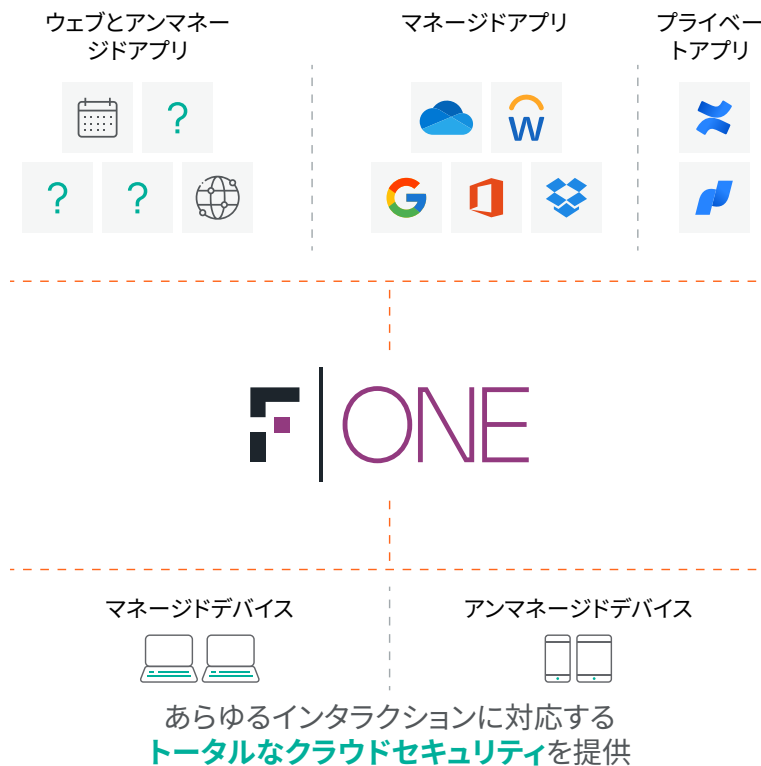 ウェブとアンマネー
ジドアプリ
マネージドアプリ
プライベー
トアプリ
?
W
? ?
G
F|ONE
マネージドデバイス
アンマネージドデバイス
あらゆるインタラクションに対応する
トータルなクラウドセキュリティを提供